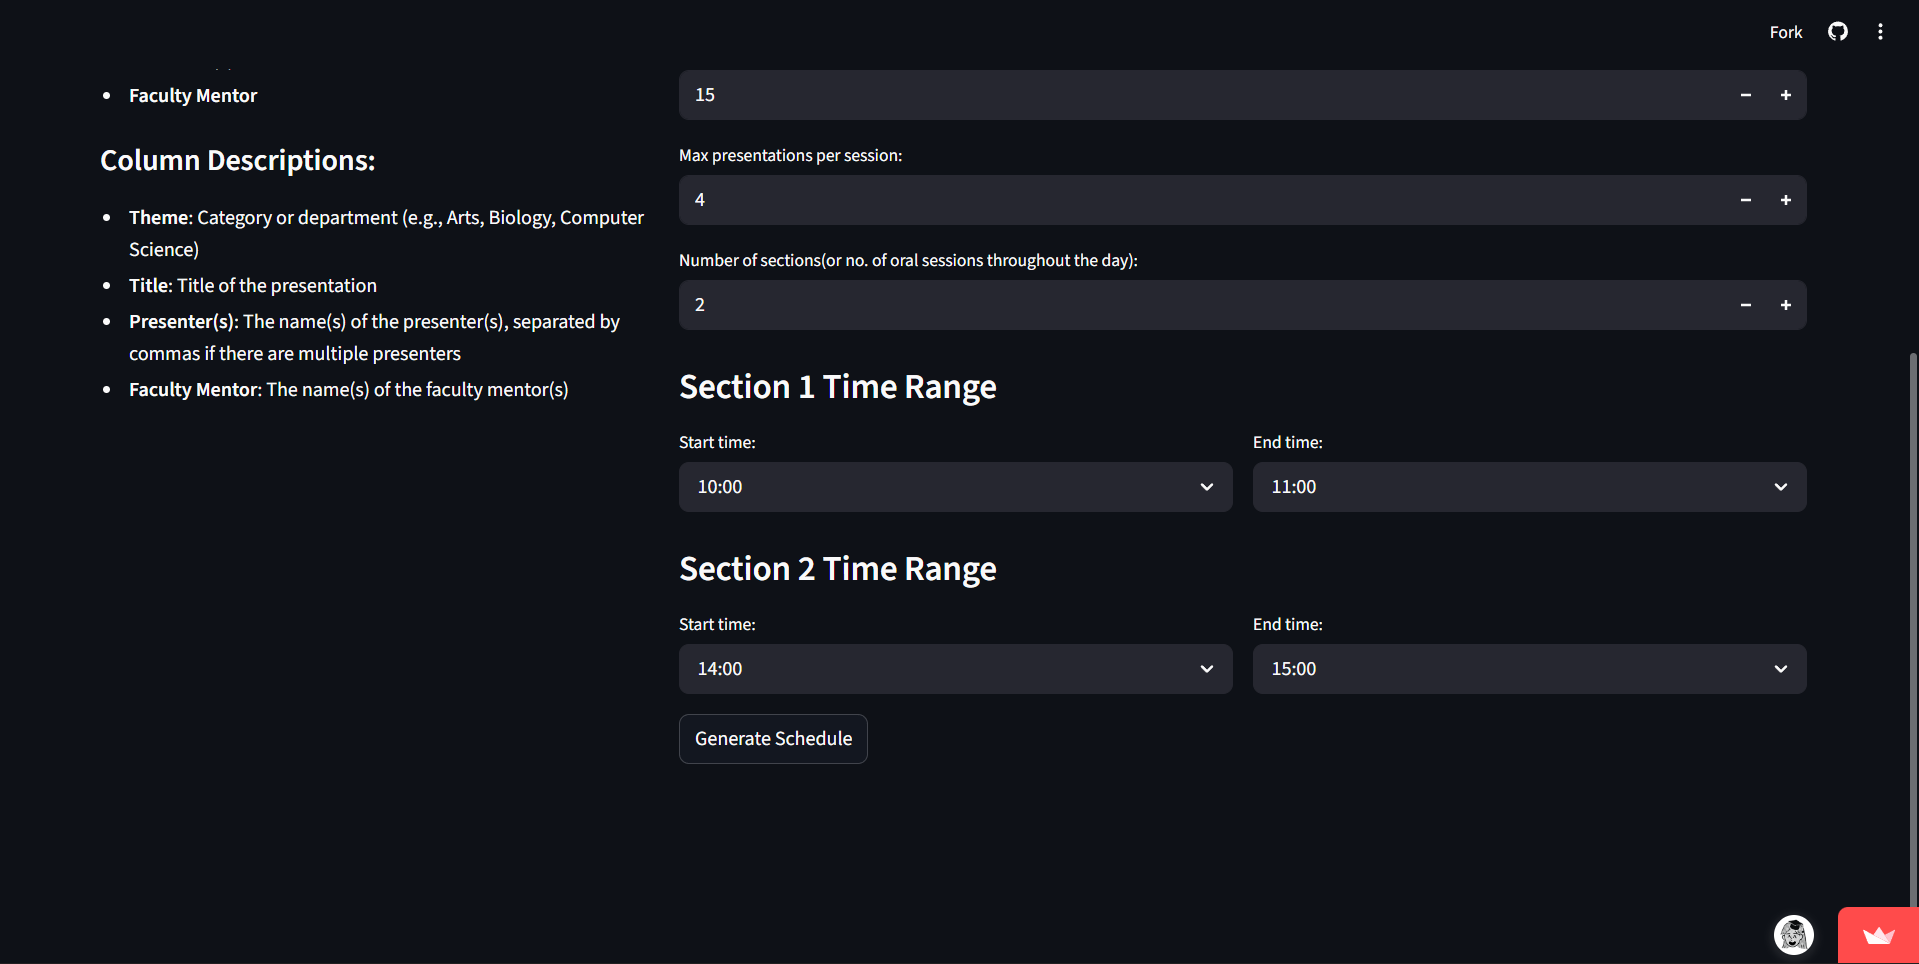 Fork
Faculty Mentor
Column Descriptions:
Theme: Category or department (e.g., Arts, Biology, Computer
Science)
Title: Title of the presentation
Presenter(s): The name(s) of the presenter(s), separated by
commas if there are multiple presenters
Faculty Mentor: The name(s) of the faculty mentor(s)
15
Max presentations per session:
4
Number of sections(or no. of oral sessions throughout the day):
2
Section 1 Time Range
Start time:
End time:
10:00
11:00
Section 2 Time Range
Start time:
End time:
14:00
15:00
Generate Schedule